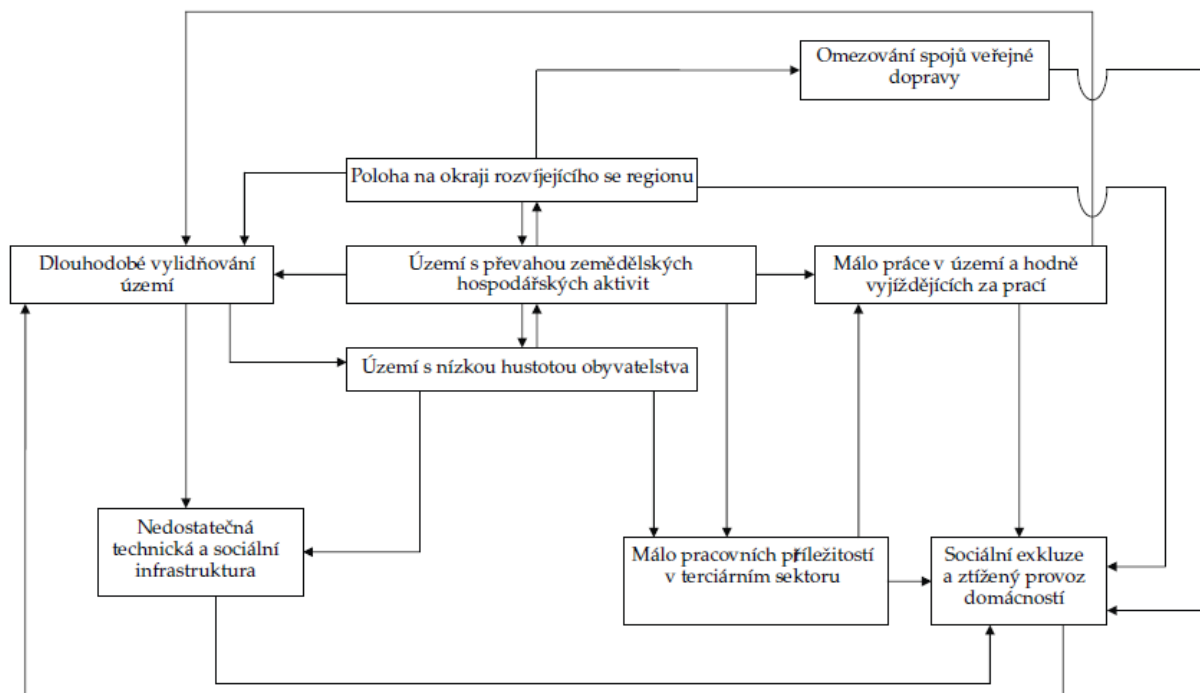 Omezování spojů veřejné
dopravy
Poloha na okraji rozvíjejícího se regionu
Dlouhodobé vylidňování
území
Území s převahou zemědělských
hospodářských aktivit
Málo práce v území a hodně
vyjíždějících za prací
Území s nízkou hustotou obyvatelstva
Nedostatečná
technická a sociální
infrastruktura
Málo pracovních příležitostí
v terciárním sektoru
Sociální exkluze
a ztížený provoz
domácností